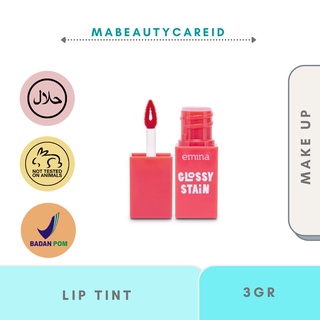 MABEAUTYCAREID
حلال
NOT TESTED
ON ANIMALS
BADAN POM
emina
GLOSSY
STAIN
MAKE UP
LIP TINT
3GR